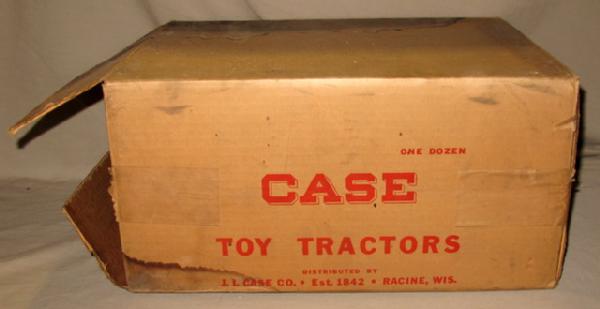 ONE DOZEN
CASE
TOY TRACTORS
DISTRIBUTED BY
J. I. CASE CO. • Est. 1842 • RACINE, WIS.